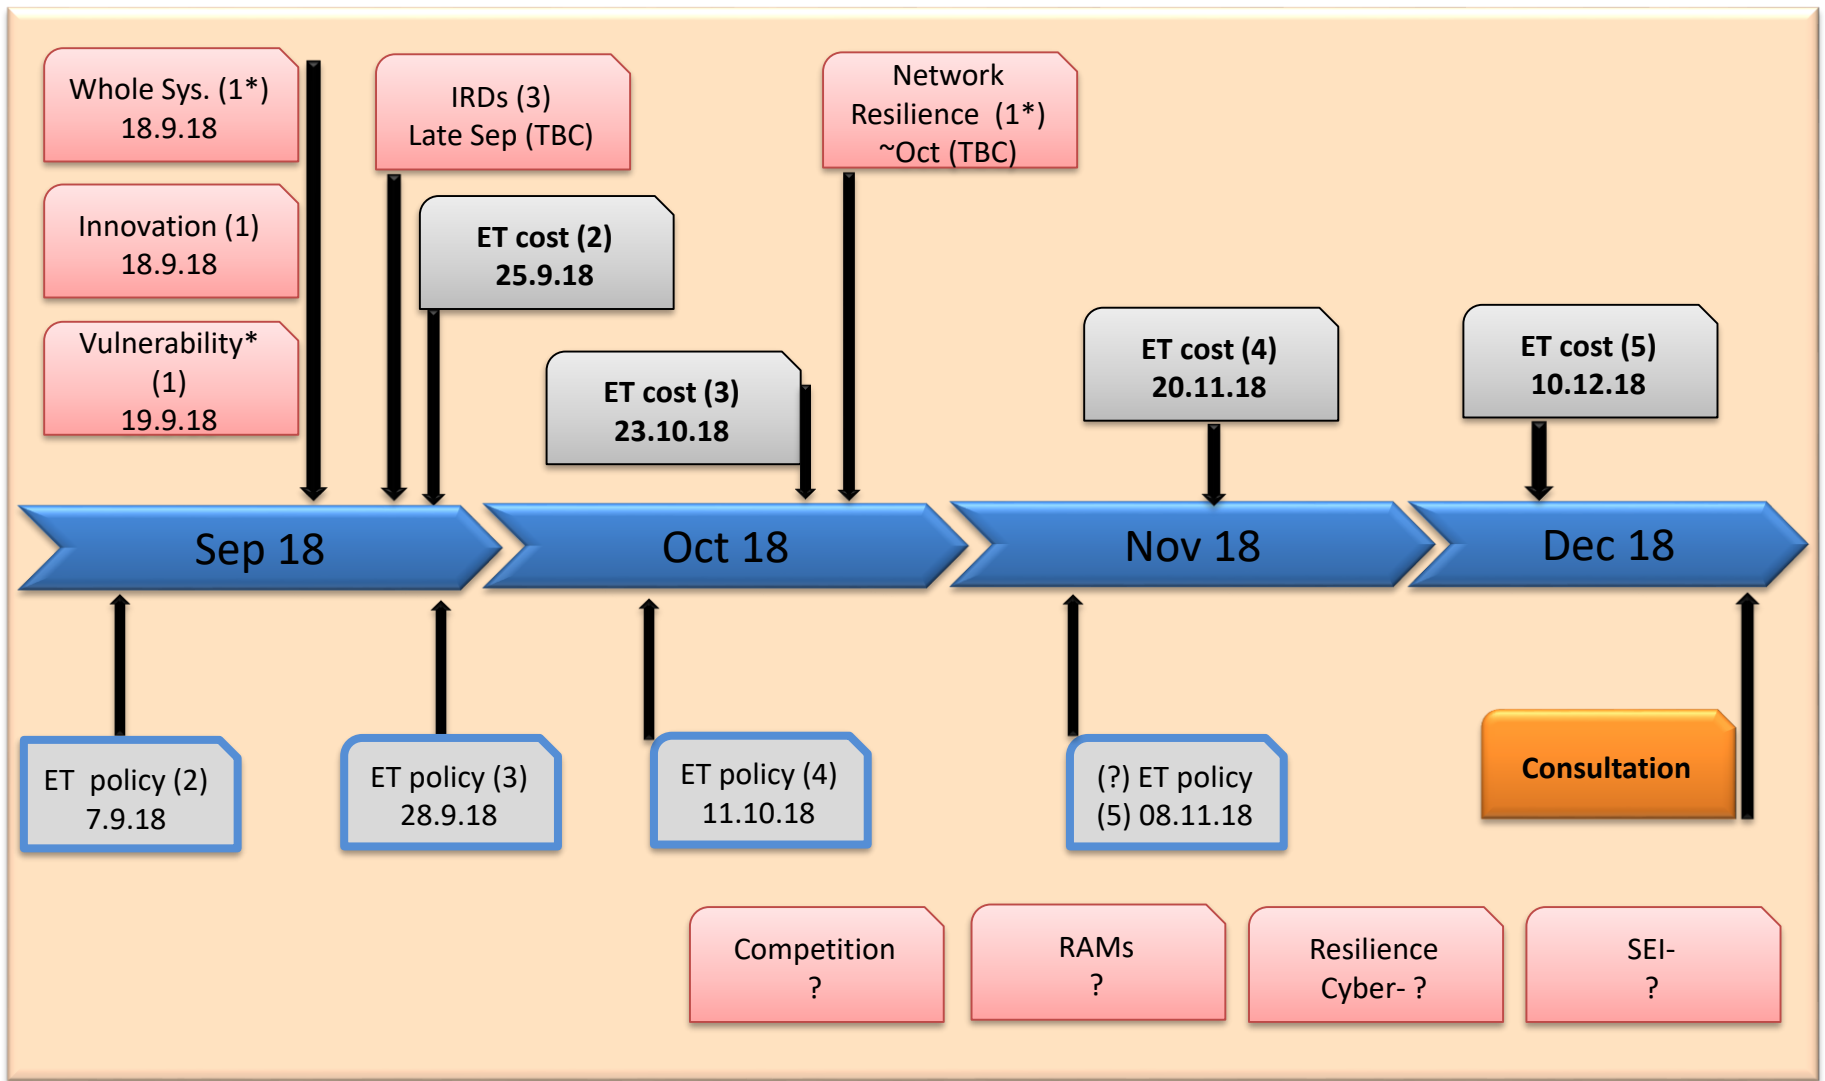 Whole Sys. (1*)
18.9.18
Innovation (1)
18.9.18
Vulnerability*
(1)
19.9.18
IRDs (3)
Late Sep (TBC)
ET cost (2)
25.9.18
ET cost (3)
23.10.18
Network
Resilience (1*)
~Oct (TBC)
ET cost (4)
20.11.18
ET cost (5)
10.12.18
Sep 18
Oct 18
Nov 18
Dec 18
ET policy (2)
7.9.18
ET policy (3)
28.9.18
ET policy (4)
11.10.18
(?) ET policy
(5) 08.11.18
Consultation
Competition
?
RAMs
?
Resilience
Cyber- ?
SEI-
?